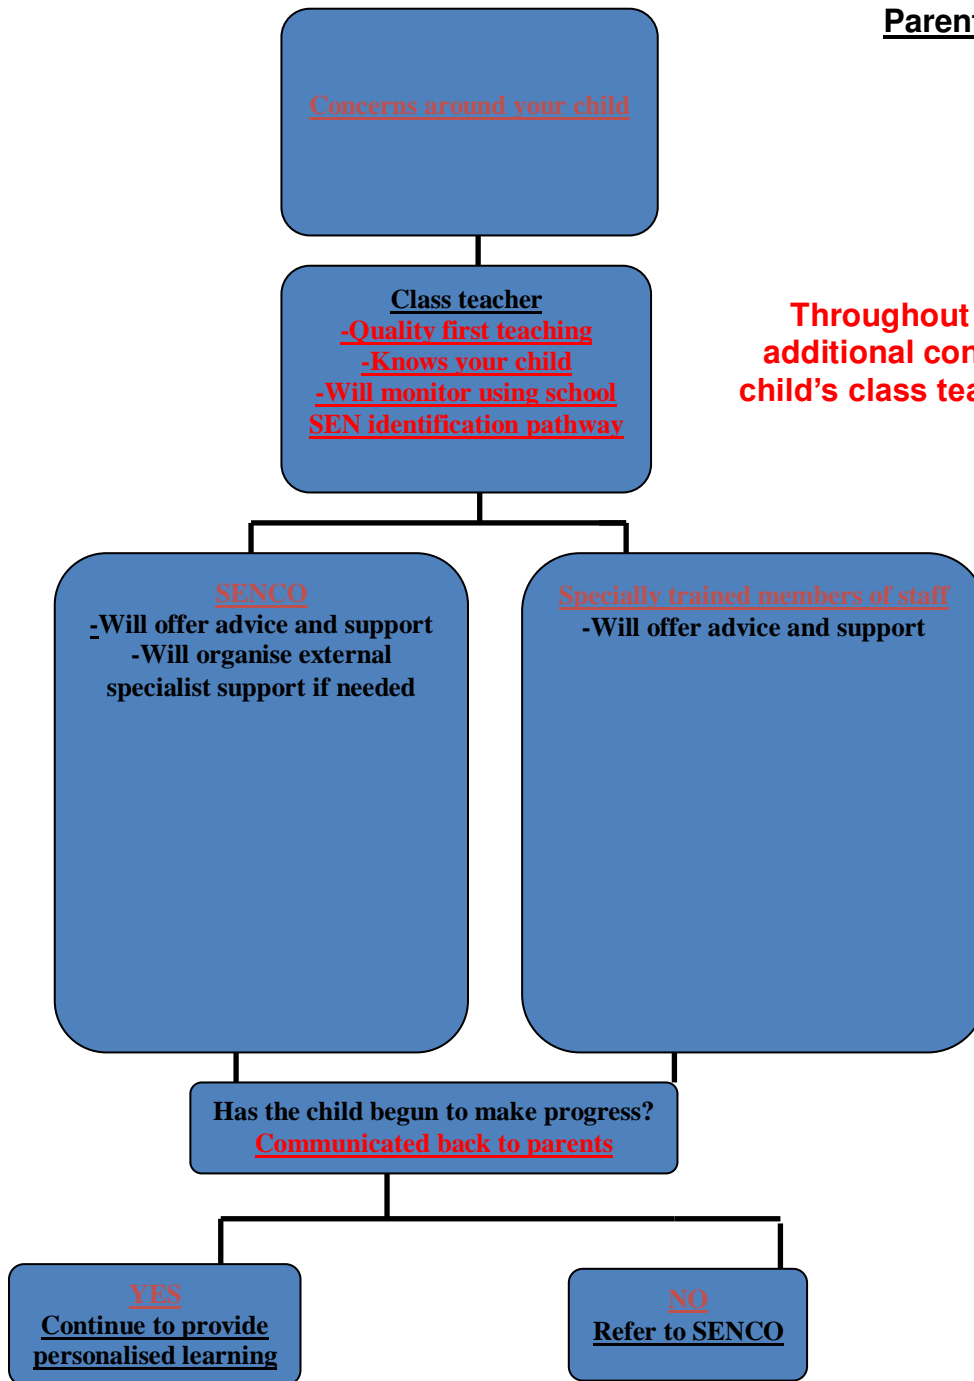 Parent
Concerns around your child
Class teacher
-Quality first teaching
-Knows your child
-Will monitor using school
SEN identification pathway
Throughout
additional con
child's class tea
SENCO
-Will offer advice and support
-Will organise external
specialist support if needed
Specially trained members of staff
-Will offer advice and support
Has the child begun to make progress?
Communicated back to parents
YES
Continue to provide
personalised learning
NO
Refer to SENCO